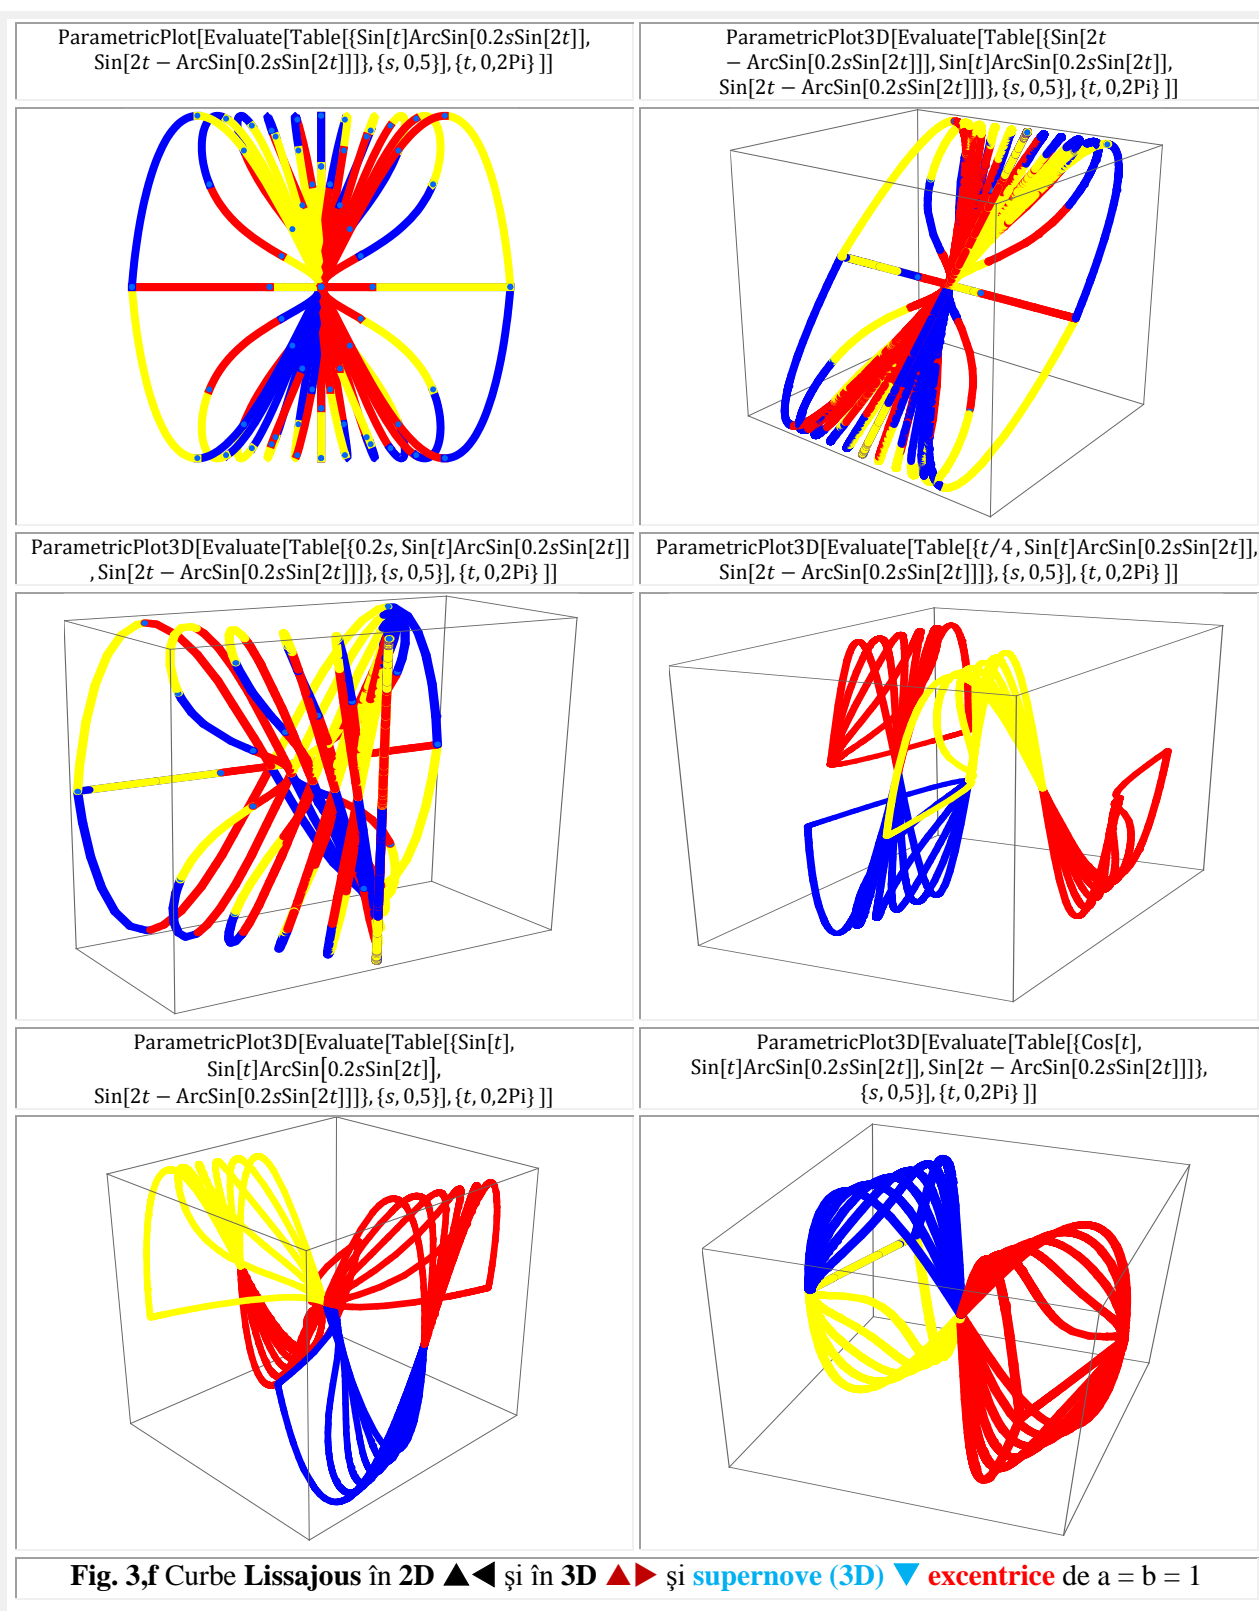 ParametricPlot[Evaluate[Table[{Sin[t]ArcSin[0.2sSin[2t]],
Sin[2t − ArcSin[0.2sSin[2t]]]},{s, 0,5}],{t, 0,2Pi} ]]
ParametricPlot3D[Evaluate[Table[{Sin[2t
− ArcSin[0.2sSin[2t]]], Sin[t]ArcSin[0.2sSin[2t]],
Sin[2t − ArcSin[0.2sSin[2t]]]},{s, 0,5}],{t, 0,2Pi} ]]
ParametricPlot3D[Evaluate[Table[{0.2s, Sin[t]ArcSin[0.2sSin[2t]]
, Sin[2t − ArcSin[0.2sSin[2t]]]},{s, 0,5}],{t, 0,2Pi} ]]
ParametricPlot3D[Evaluate[Table[{t/4 , Sin[t]ArcSin[0.2sSin[2t]],
Sin[2t − ArcSin[0.2sSin[2t]]]},{s, 0,5}],{t, 0,2Pi} ]]
ParametricPlot3D[Evaluate[Table[{Sin[t],
Sin[t]ArcSin[0.2sSin[2t]],
Sin[2t − ArcSin[0.2sSin[2t]]]},{s, 0,5}],{t, 0,2Pi} ]]
ParametricPlot3D[Evaluate[Table[{Cos[t],
Sin[t]ArcSin[0.2sSin[2t]], Sin[2t − ArcSin[0.2sSin[2t]]]},
{s, 0,5}],{t, 0,2Pi} ]]
Fig. 3,f Curbe Lissajous în 2D ▲◀ şi în 3D ▲▶ şi supernove (3D) ▼ excentrice de a = b = 1